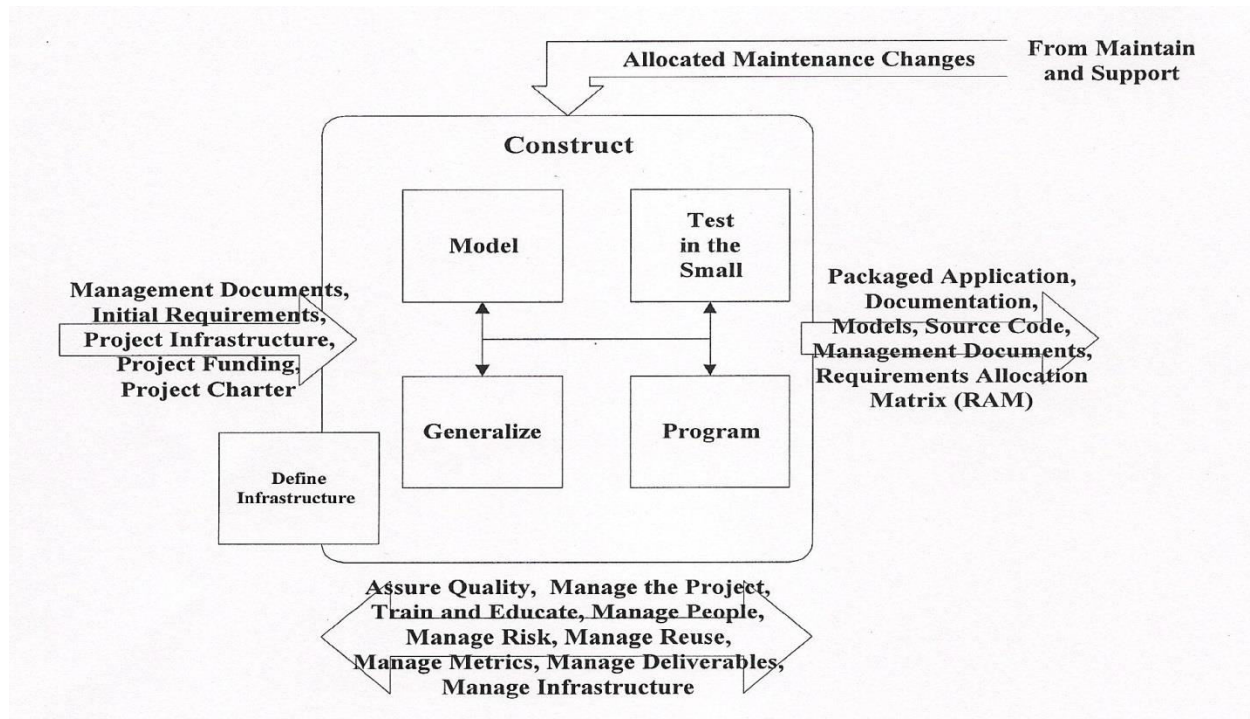 Allocated Maintenance Changes
From Maintain
and Support
Construct
Model
Test
in the
Small
Management Documents,
Initial Requirements,
Project Infrastructure,
Project Funding,
Project Charter
Packaged Application,
Documentation,
Models, Source Code,
Management Documents,
Requirements Allocation
Matrix (RAM)
Generalize
Program
Define
Infrastructure
Assure Quality, Manage the Project,
Train and Educate, Manage People,
Manage Risk, Manage Reuse,
Manage Metrics, Manage Deliverables,
Manage Infrastructure